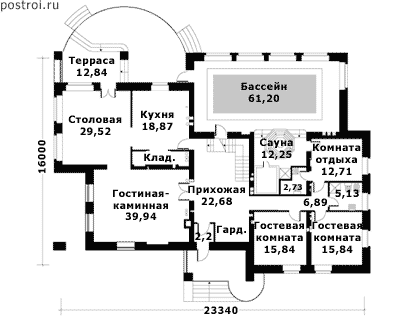 postroi.ru
Терраса
12,84
Бассейн
61,20
Столовая
29,52
Кухня
18,87
Клад.
Сауна
12,25
Комната
отдыха
12,71
2,73
5,13
Гостиная-
каминная
39,94
Прихожая
22,68
6,89
2,2
Гард.
Гостевая
комната
15,84
Гостевая
комната
15,84
16000
23340